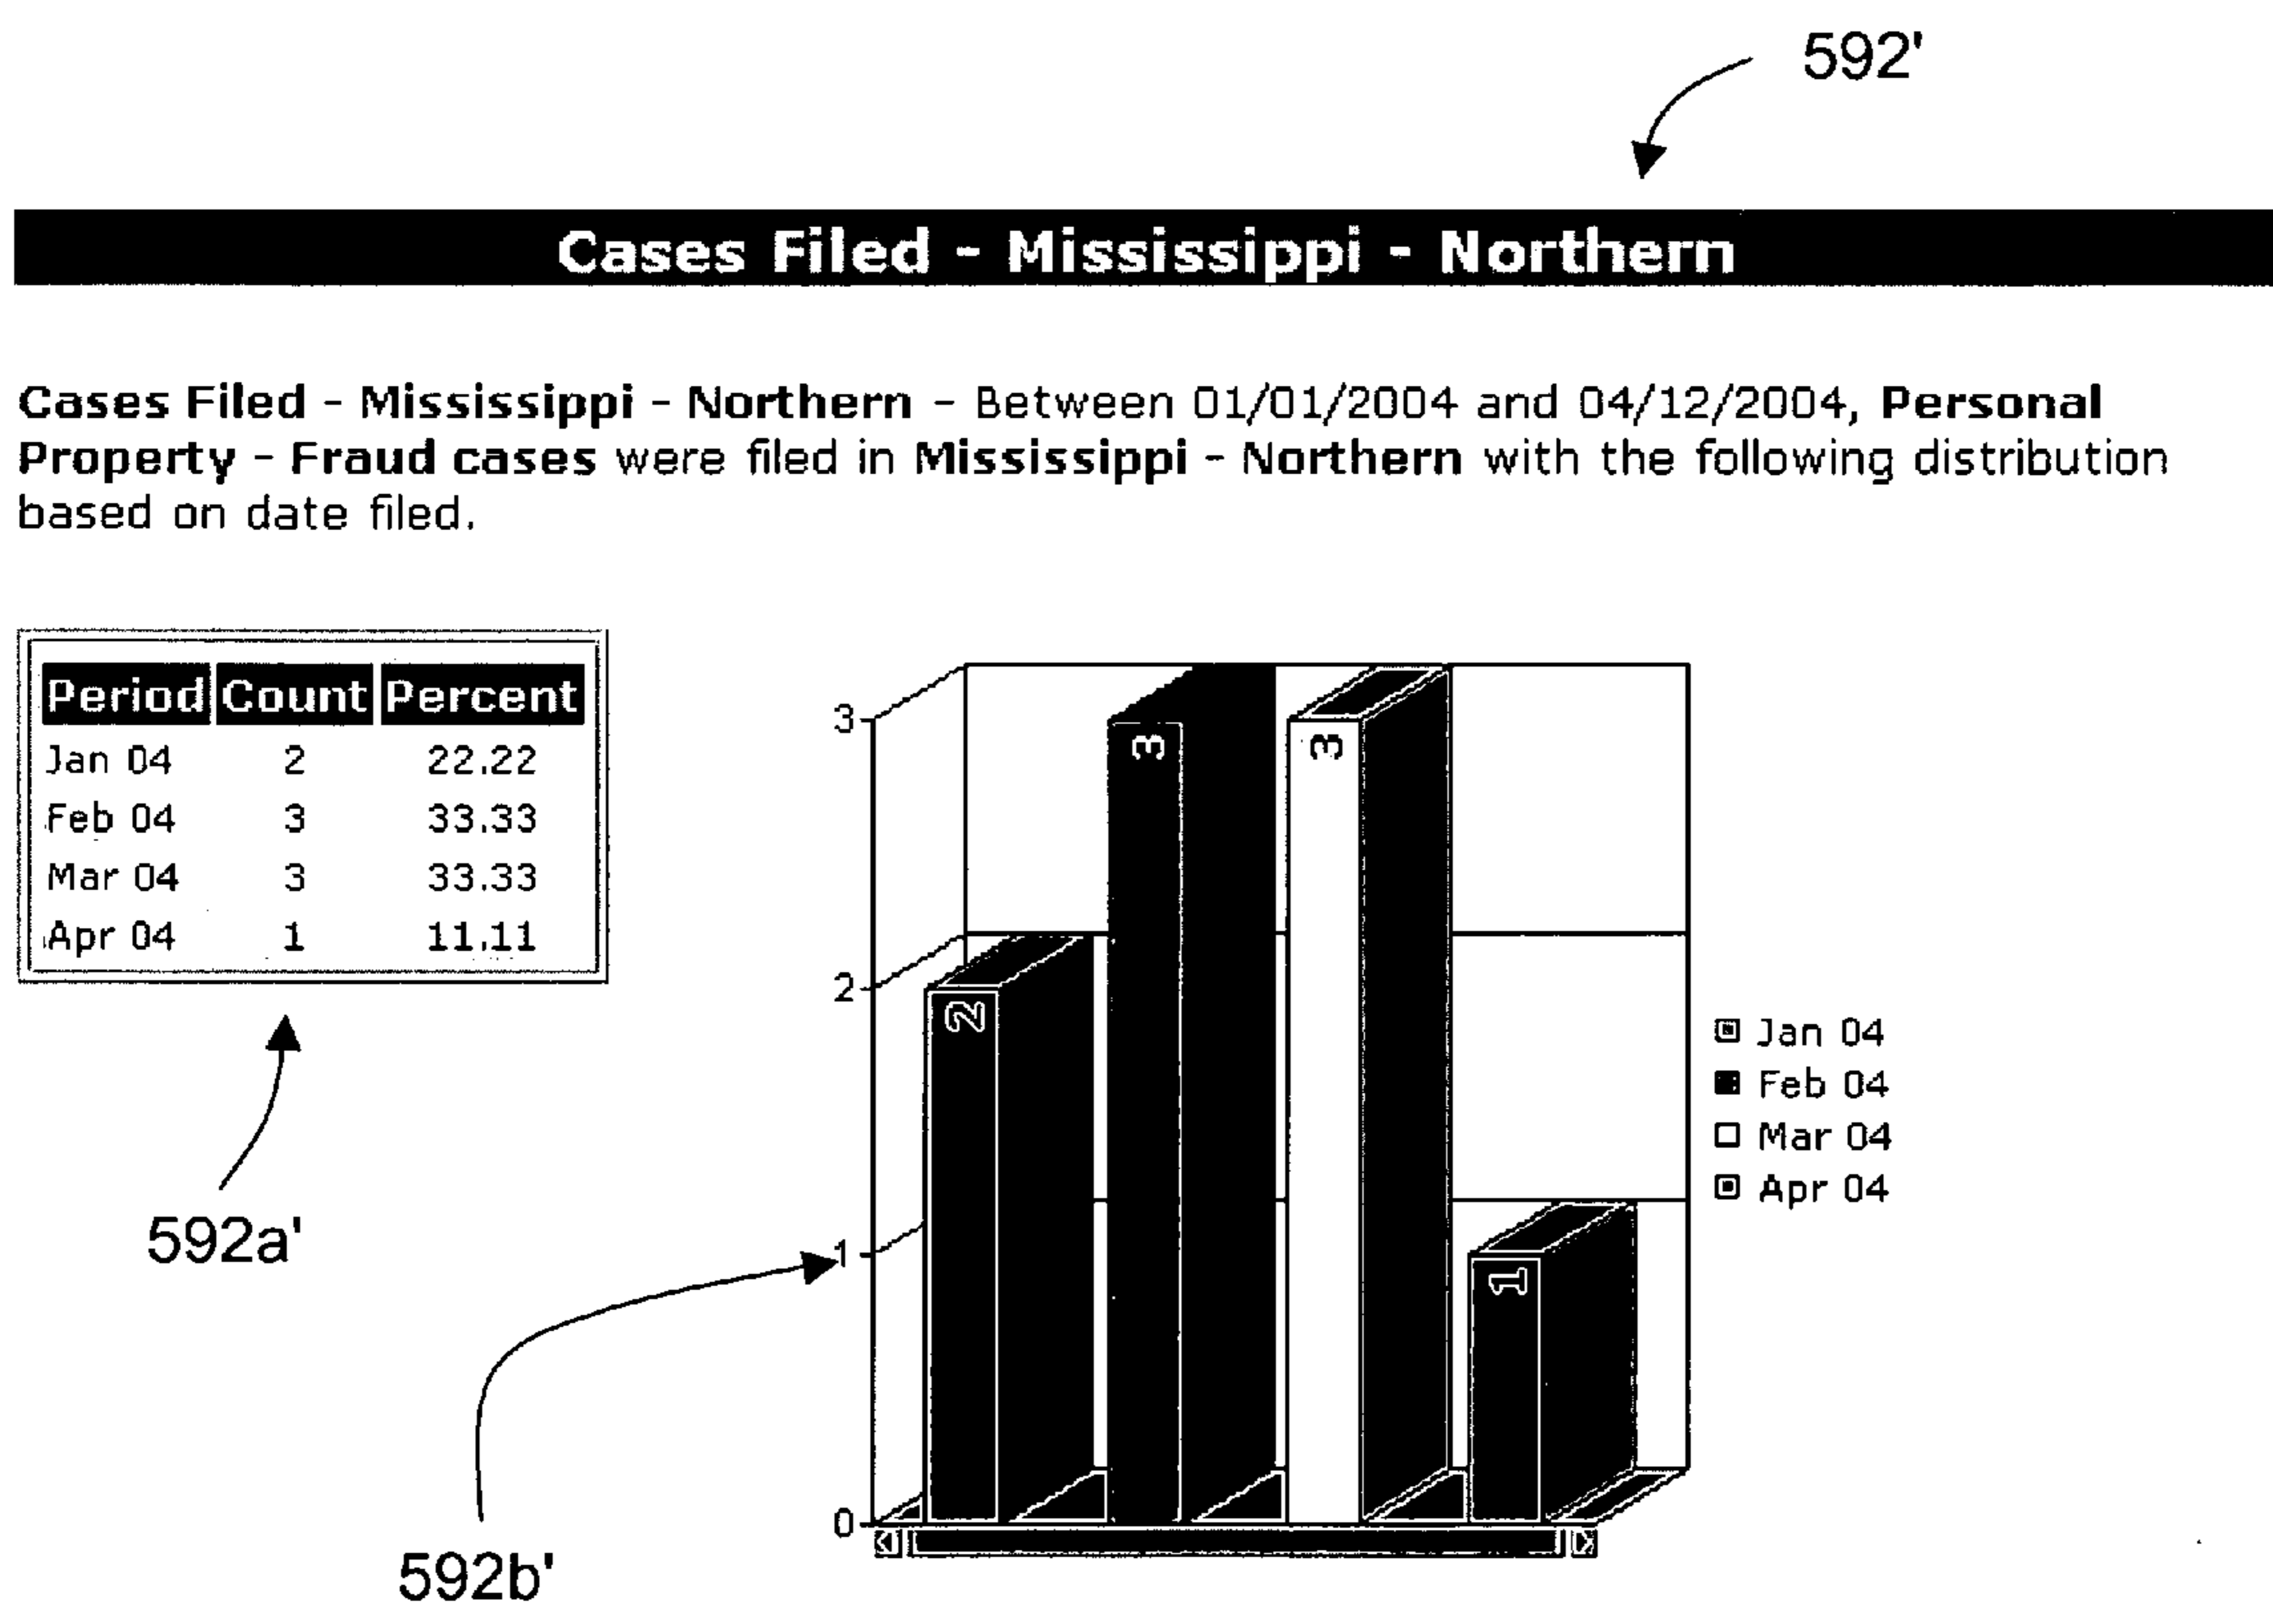 592'
Cases Filed - Mississippi - Northern
Cases Filed - Mississippi - Northern - Between 01/01/2004 and 04/12/2004, Personal
Property - Fraud cases were filed in Mississippi - Northern with the following distribution
based on date filed.
Period Count Percent
Jan 04 2 22.22
Feb 04 3 33.33
Mar 04 3 33.33
Apr 04 1 11.11
592a'
592b'
3
2
1
0
2
3
3
1
Jan 04
Feb 04
Mar 04
Apr 04